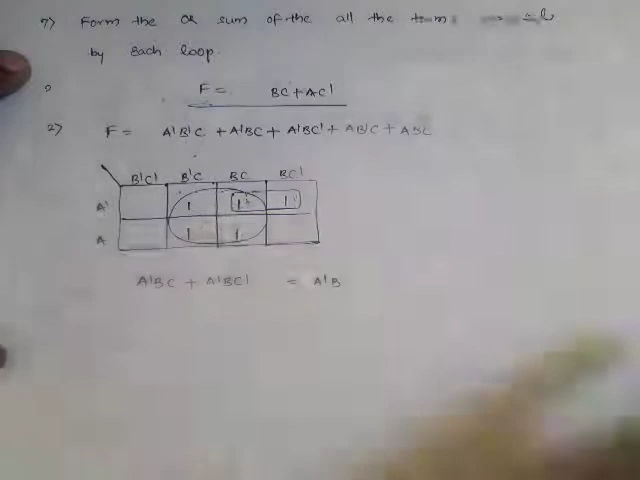 7) Form the OR sum of the all the
by each loop.
F = BC + AC'
2) F = A'B'C + A'BC + A'BC' + AB'C + ABC
B'C' B'C BC BC'
A' 1 1 1
A 1 1
A'BC + A'BC' = A'B